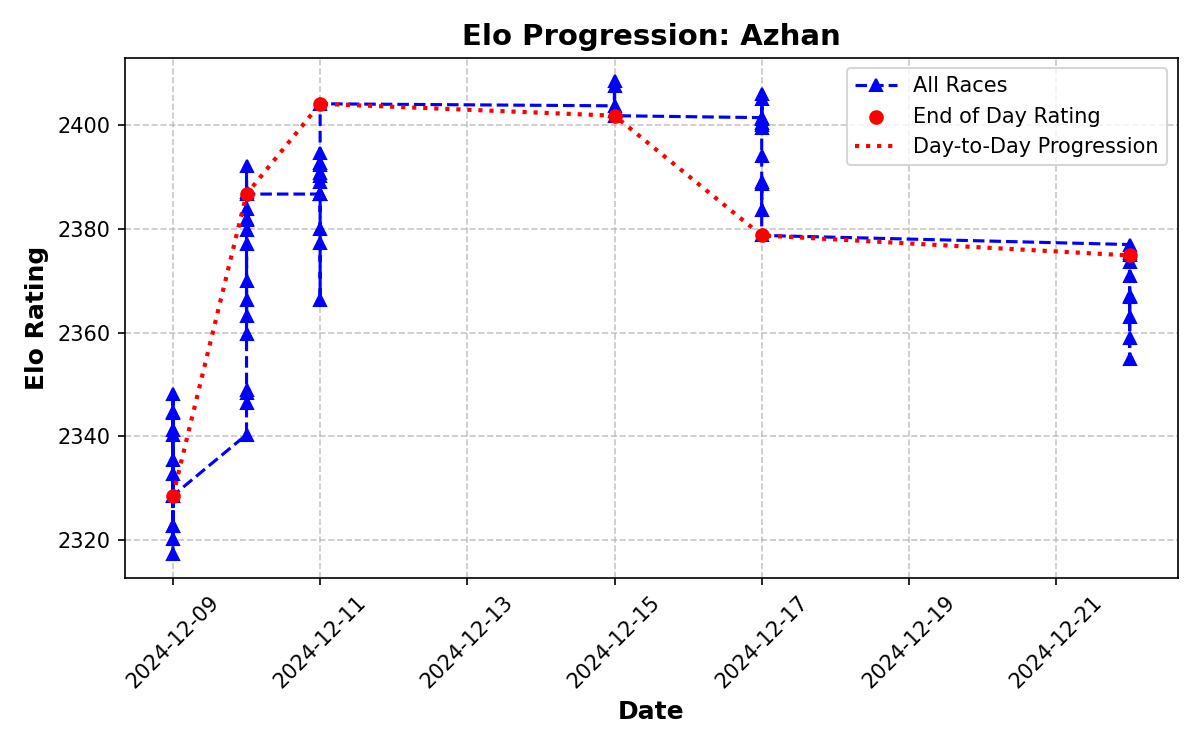 Elo Progression: Azhan
All Races
End of Day Rating
Day-to-Day Progression
Elo Rating
2400
2380
2360
2340
2320
2024-12-09
2024-12-11
2024-12-13
2024-12-15
2024-12-17
2024-12-19
2024-12-21
Date